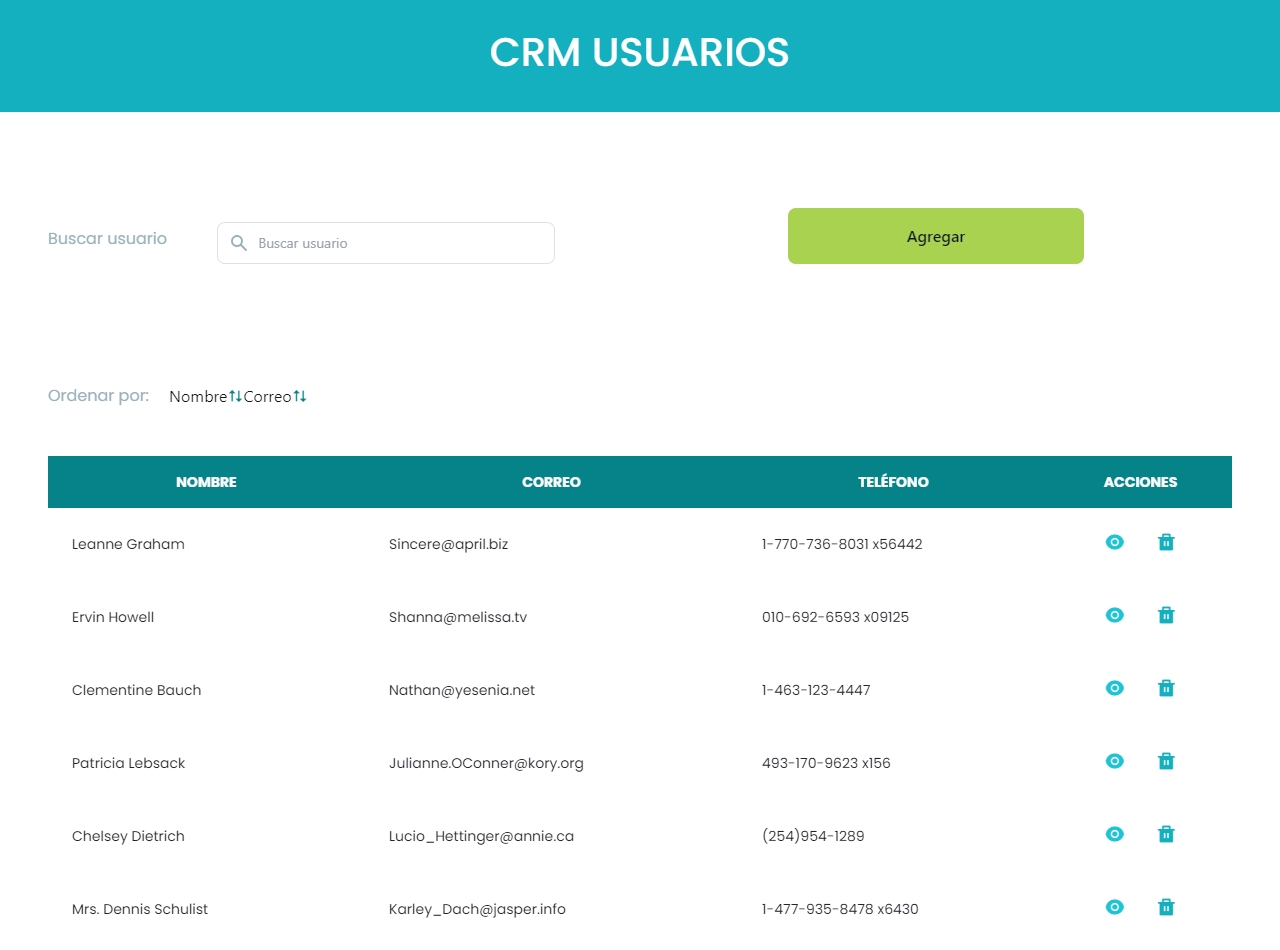 CRM USUARIOS
Buscar usuario Buscar usuario Agregar
Ordenar por: Nombre Correo
NOMBRE CORREO TELÉFONO ACCIONES
Leanne Graham Sincere@april.biz 1-770-736-8031 x56442
Ervin Howell Shanna@melissa.tv 010-692-6593 x09125
Clementine Bauch Nathan@yesenia.net 1-463-123-4447
Patricia Lebsack Julianne.OConner@kory.org 493-170-9623 x156
Chelsey Dietrich Lucio_Hettinger@annie.ca (254)954-1289
Mrs. Dennis Schulist Karley_Dach@jasper.info 1-477-935-8478 x6430